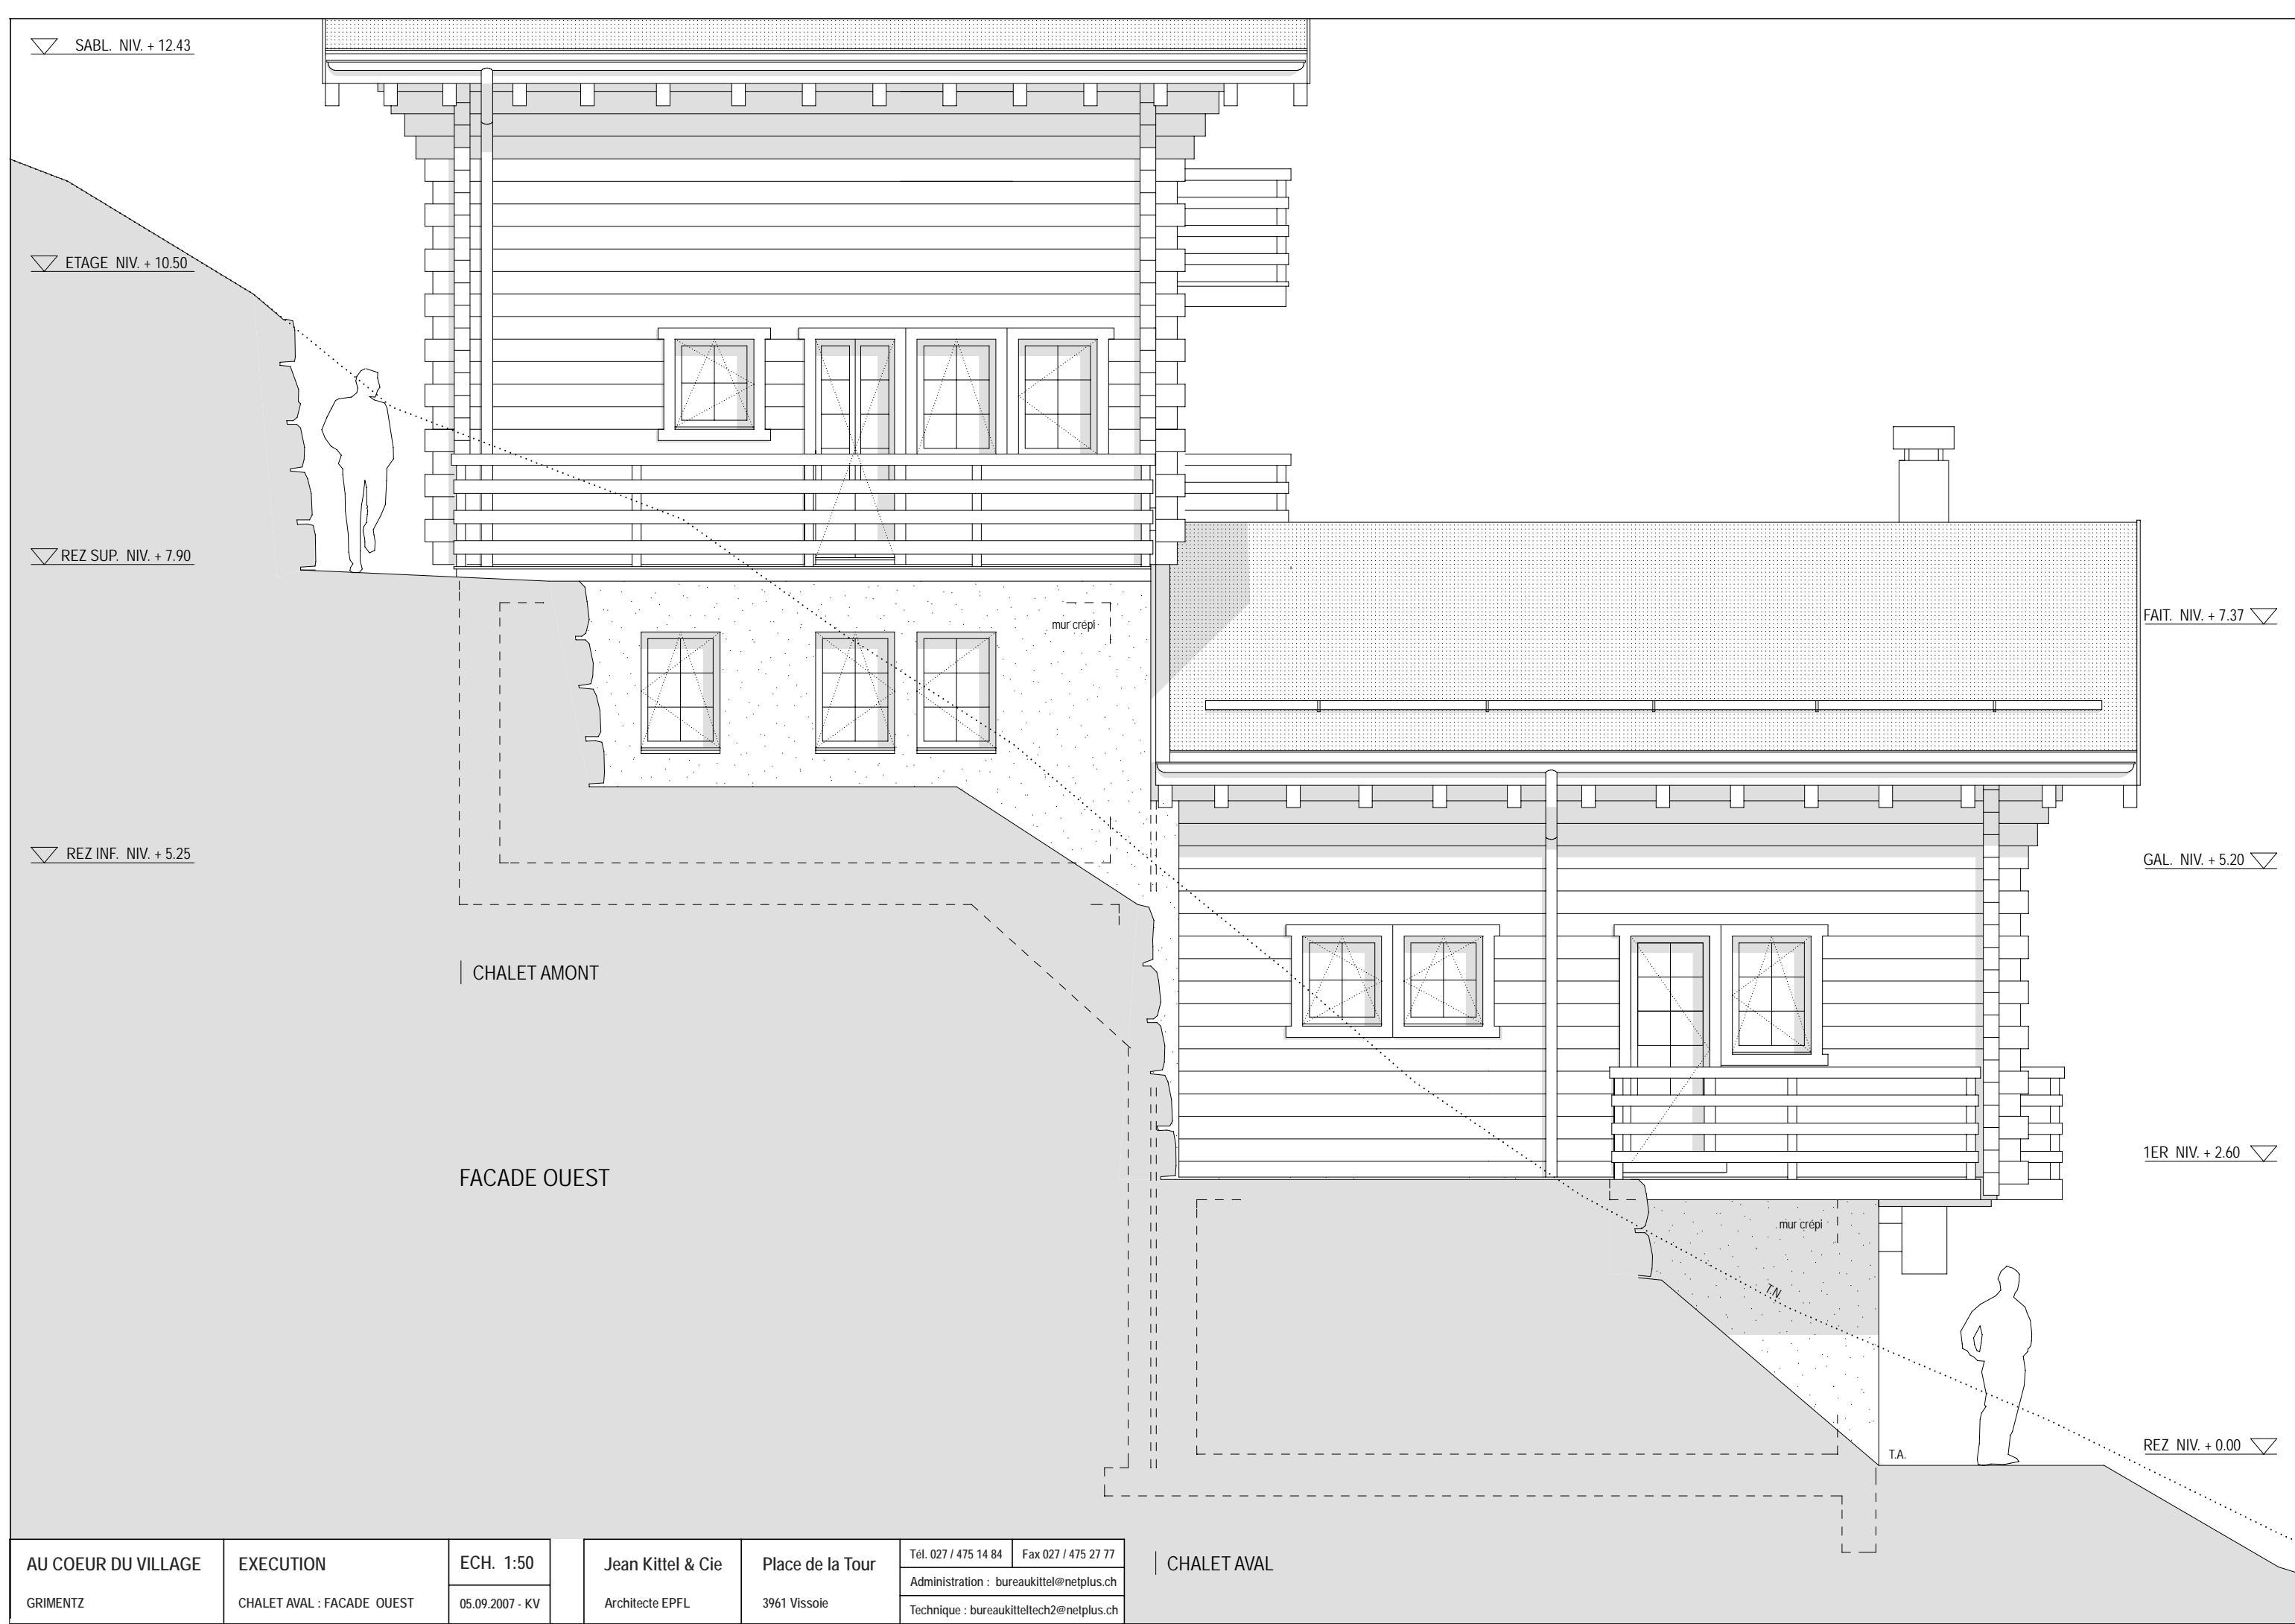 SABL. NIV. + 12.43
ETAGE NIV. + 10.50
REZ SUP. NIV. + 7.90
FAIT. NIV. + 7.37
mur crépi
REZ INF. NIV. + 5.25
GAL. NIV. + 5.20
CHALET AMONT
1ER NIV. + 2.60
FACADE OUEST
mur crépi
T.N.
REZ NIV. + 0.00
T.A.
CHALET AVAL
AU COEUR DU VILLAGE
GRIMENTZ
EXECUTION
CHALET AVAL : FACADE OUEST
ECH. 1:50
05.09.2007 - KV
Jean Kittel & Cie
Architecte EPFL
Place de la Tour
3961 Vissoie
Tél. 027 / 475 14 84
Fax 027 / 475 27 77
Administration : bureaukittel@netplus.ch
Technique : bureaukitteltech2@netplus.ch